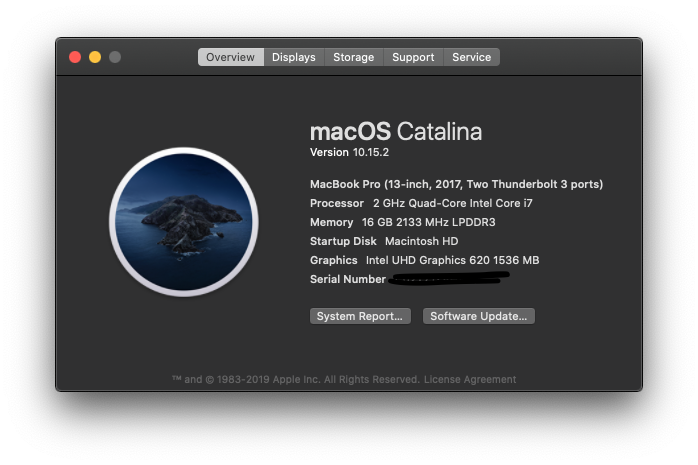 Overview Displays Storage Support Service
macOS Catalina
Version 10.15.2
MacBook Pro (13-inch, 2017, Two Thunderbolt 3 ports)
Processor 2 GHz Quad-Core Intel Core i7
Memory 16 GB 2133 MHz LPDDR3
Startup Disk Macintosh HD
Graphics Intel UHD Graphics 620 1536 MB
Serial Number
System Report... Software Update...
™ and © 1983-2019 Apple Inc. All Rights Reserved. License Agreement